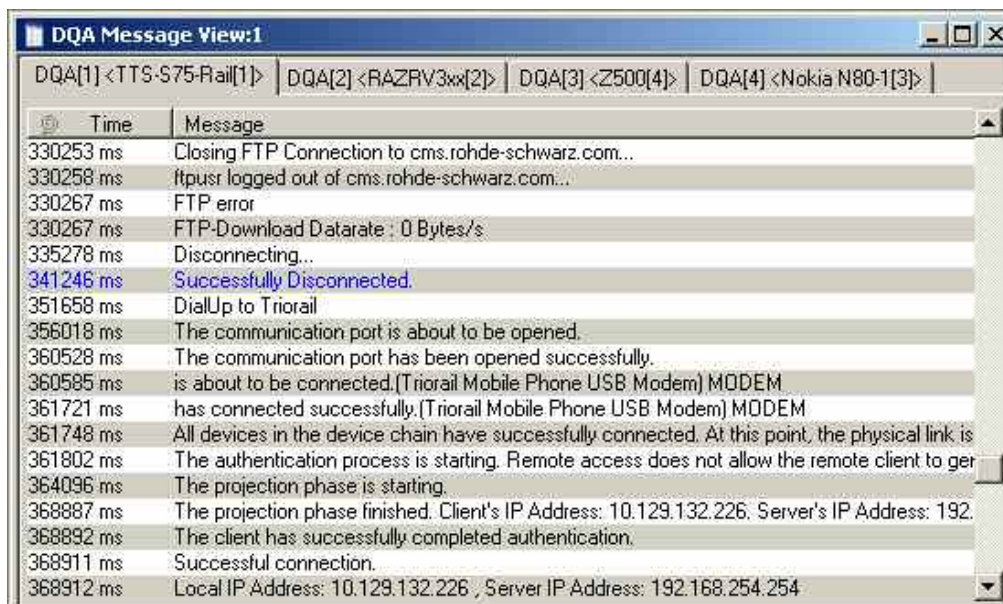 DQA Message View:1
DQA[1] <TTS-S75-Rail[1]> DQA[2] <RAZRV3xx[2]> DQA[3] <Z500[4]> DQA[4] <Nokia N80-1[3]>
Time Message
330253 ms Closing FTP Connection to cms.rohde-schwarz.com...
330258 ms ftpusr logged out of cms.rohde-schwarz.com...
330267 ms FTP error
330267 ms FTP-Download Datarate : 0 Bytes/s
335278 ms Disconnecting...
341246 ms Successfully Disconnected.
351658 ms DialUp to Triorail
356018 ms The communication port is about to be opened.
360528 ms The communication port has been opened successfully.
360585 ms is about to be connected.(Triorail Mobile Phone USB Modem) MODEM
361721 ms has connected successfully.(Triorail Mobile Phone USB Modem) MODEM
361748 ms All devices in the device chain have successfully connected. At this point, the physical link is
361802 ms The authentication process is starting. Remote access does not allow the remote client to ger
364096 ms The projection phase is starting.
368887 ms The projection phase finished. Client's IP Address: 10.129.132.226. Server's IP Address: 192.
368892 ms The client has successfully completed authentication.
368911 ms Successful connection.
368912 ms Local IP Address: 10.129.132.226 , Server IP Address: 192.168.254.254